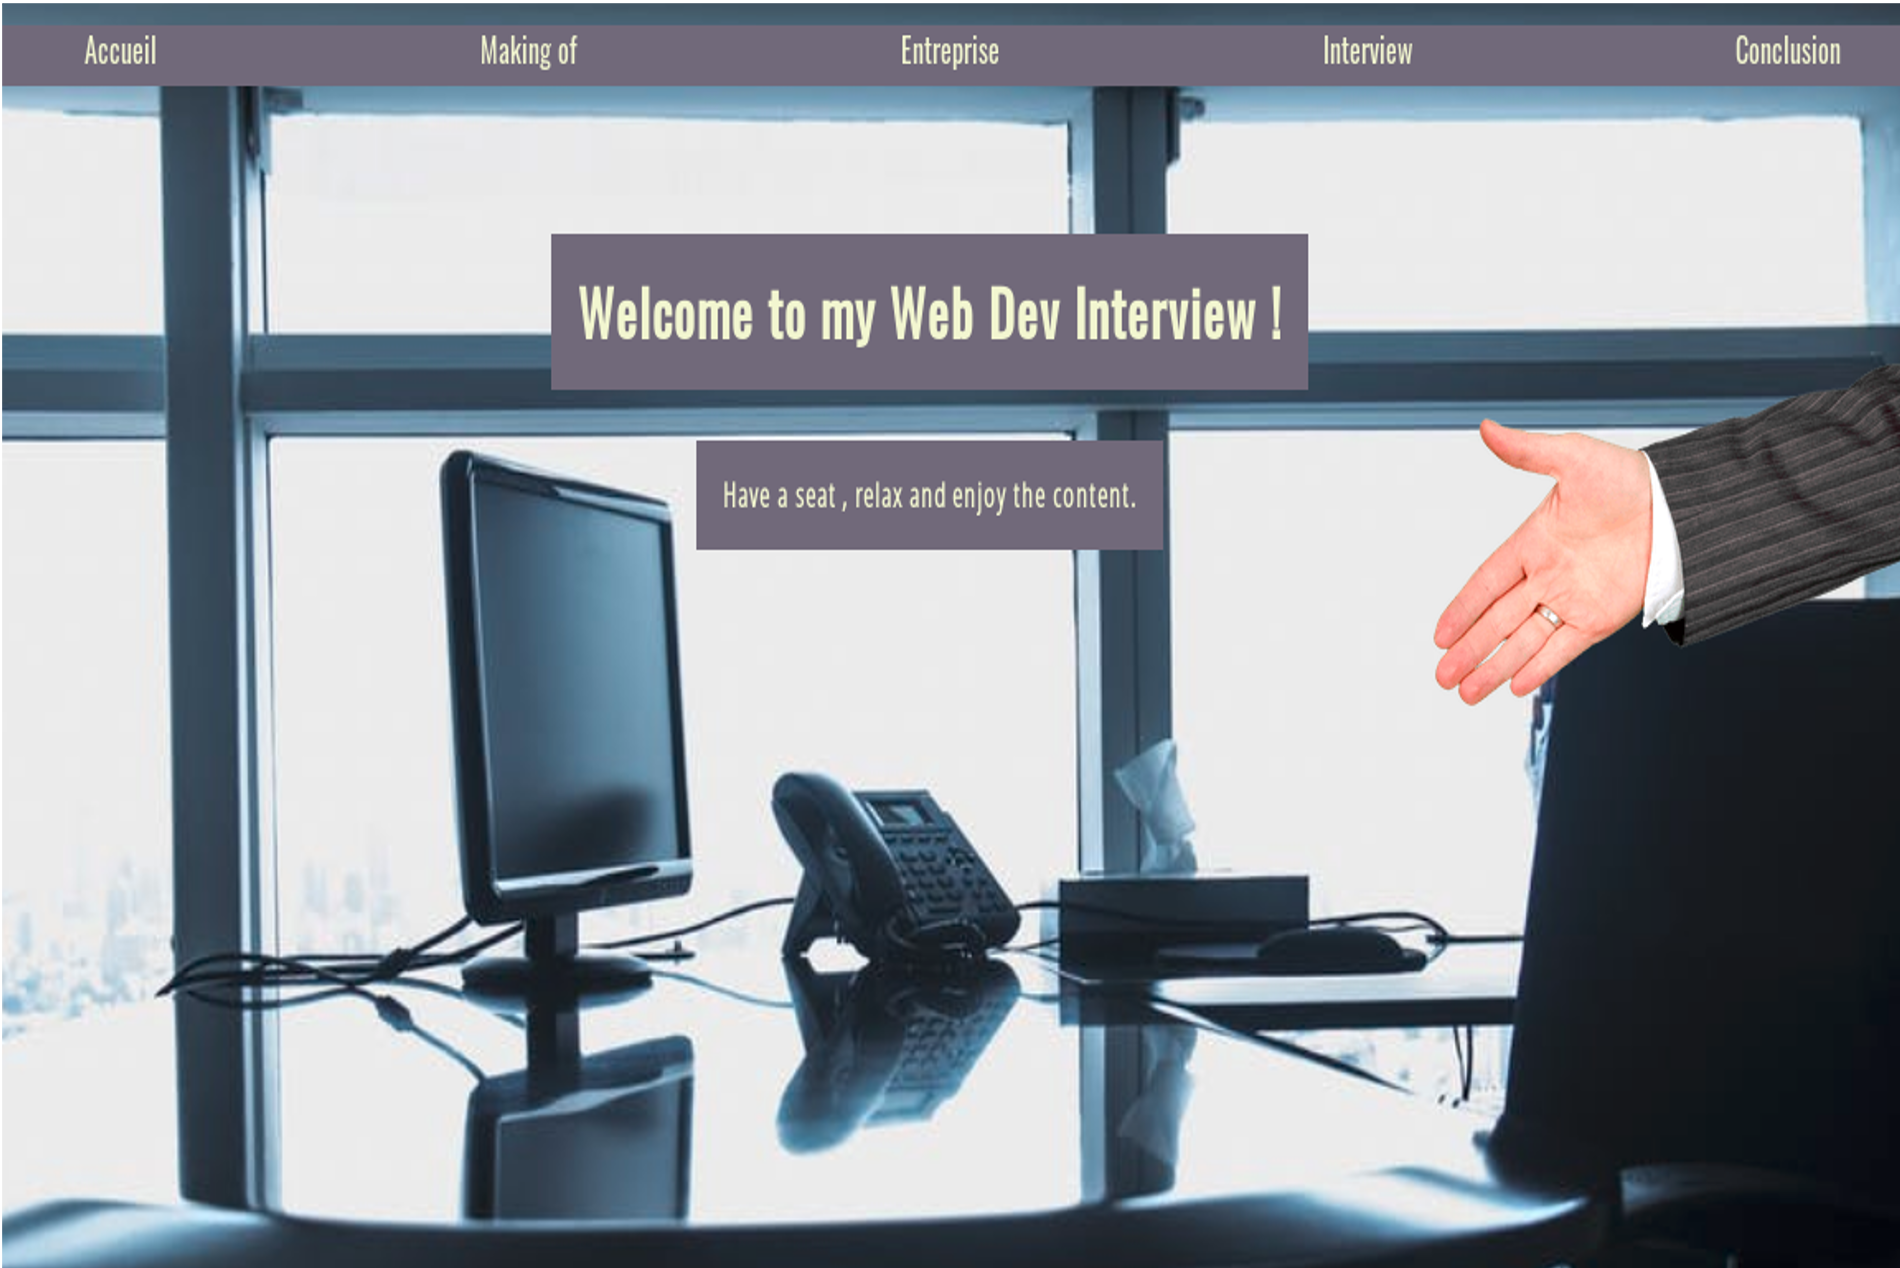 Accueil Making of Entreprise Interview Conclusion
Welcome to my Web Dev Interview !
Have a seat , relax and enjoy the content.